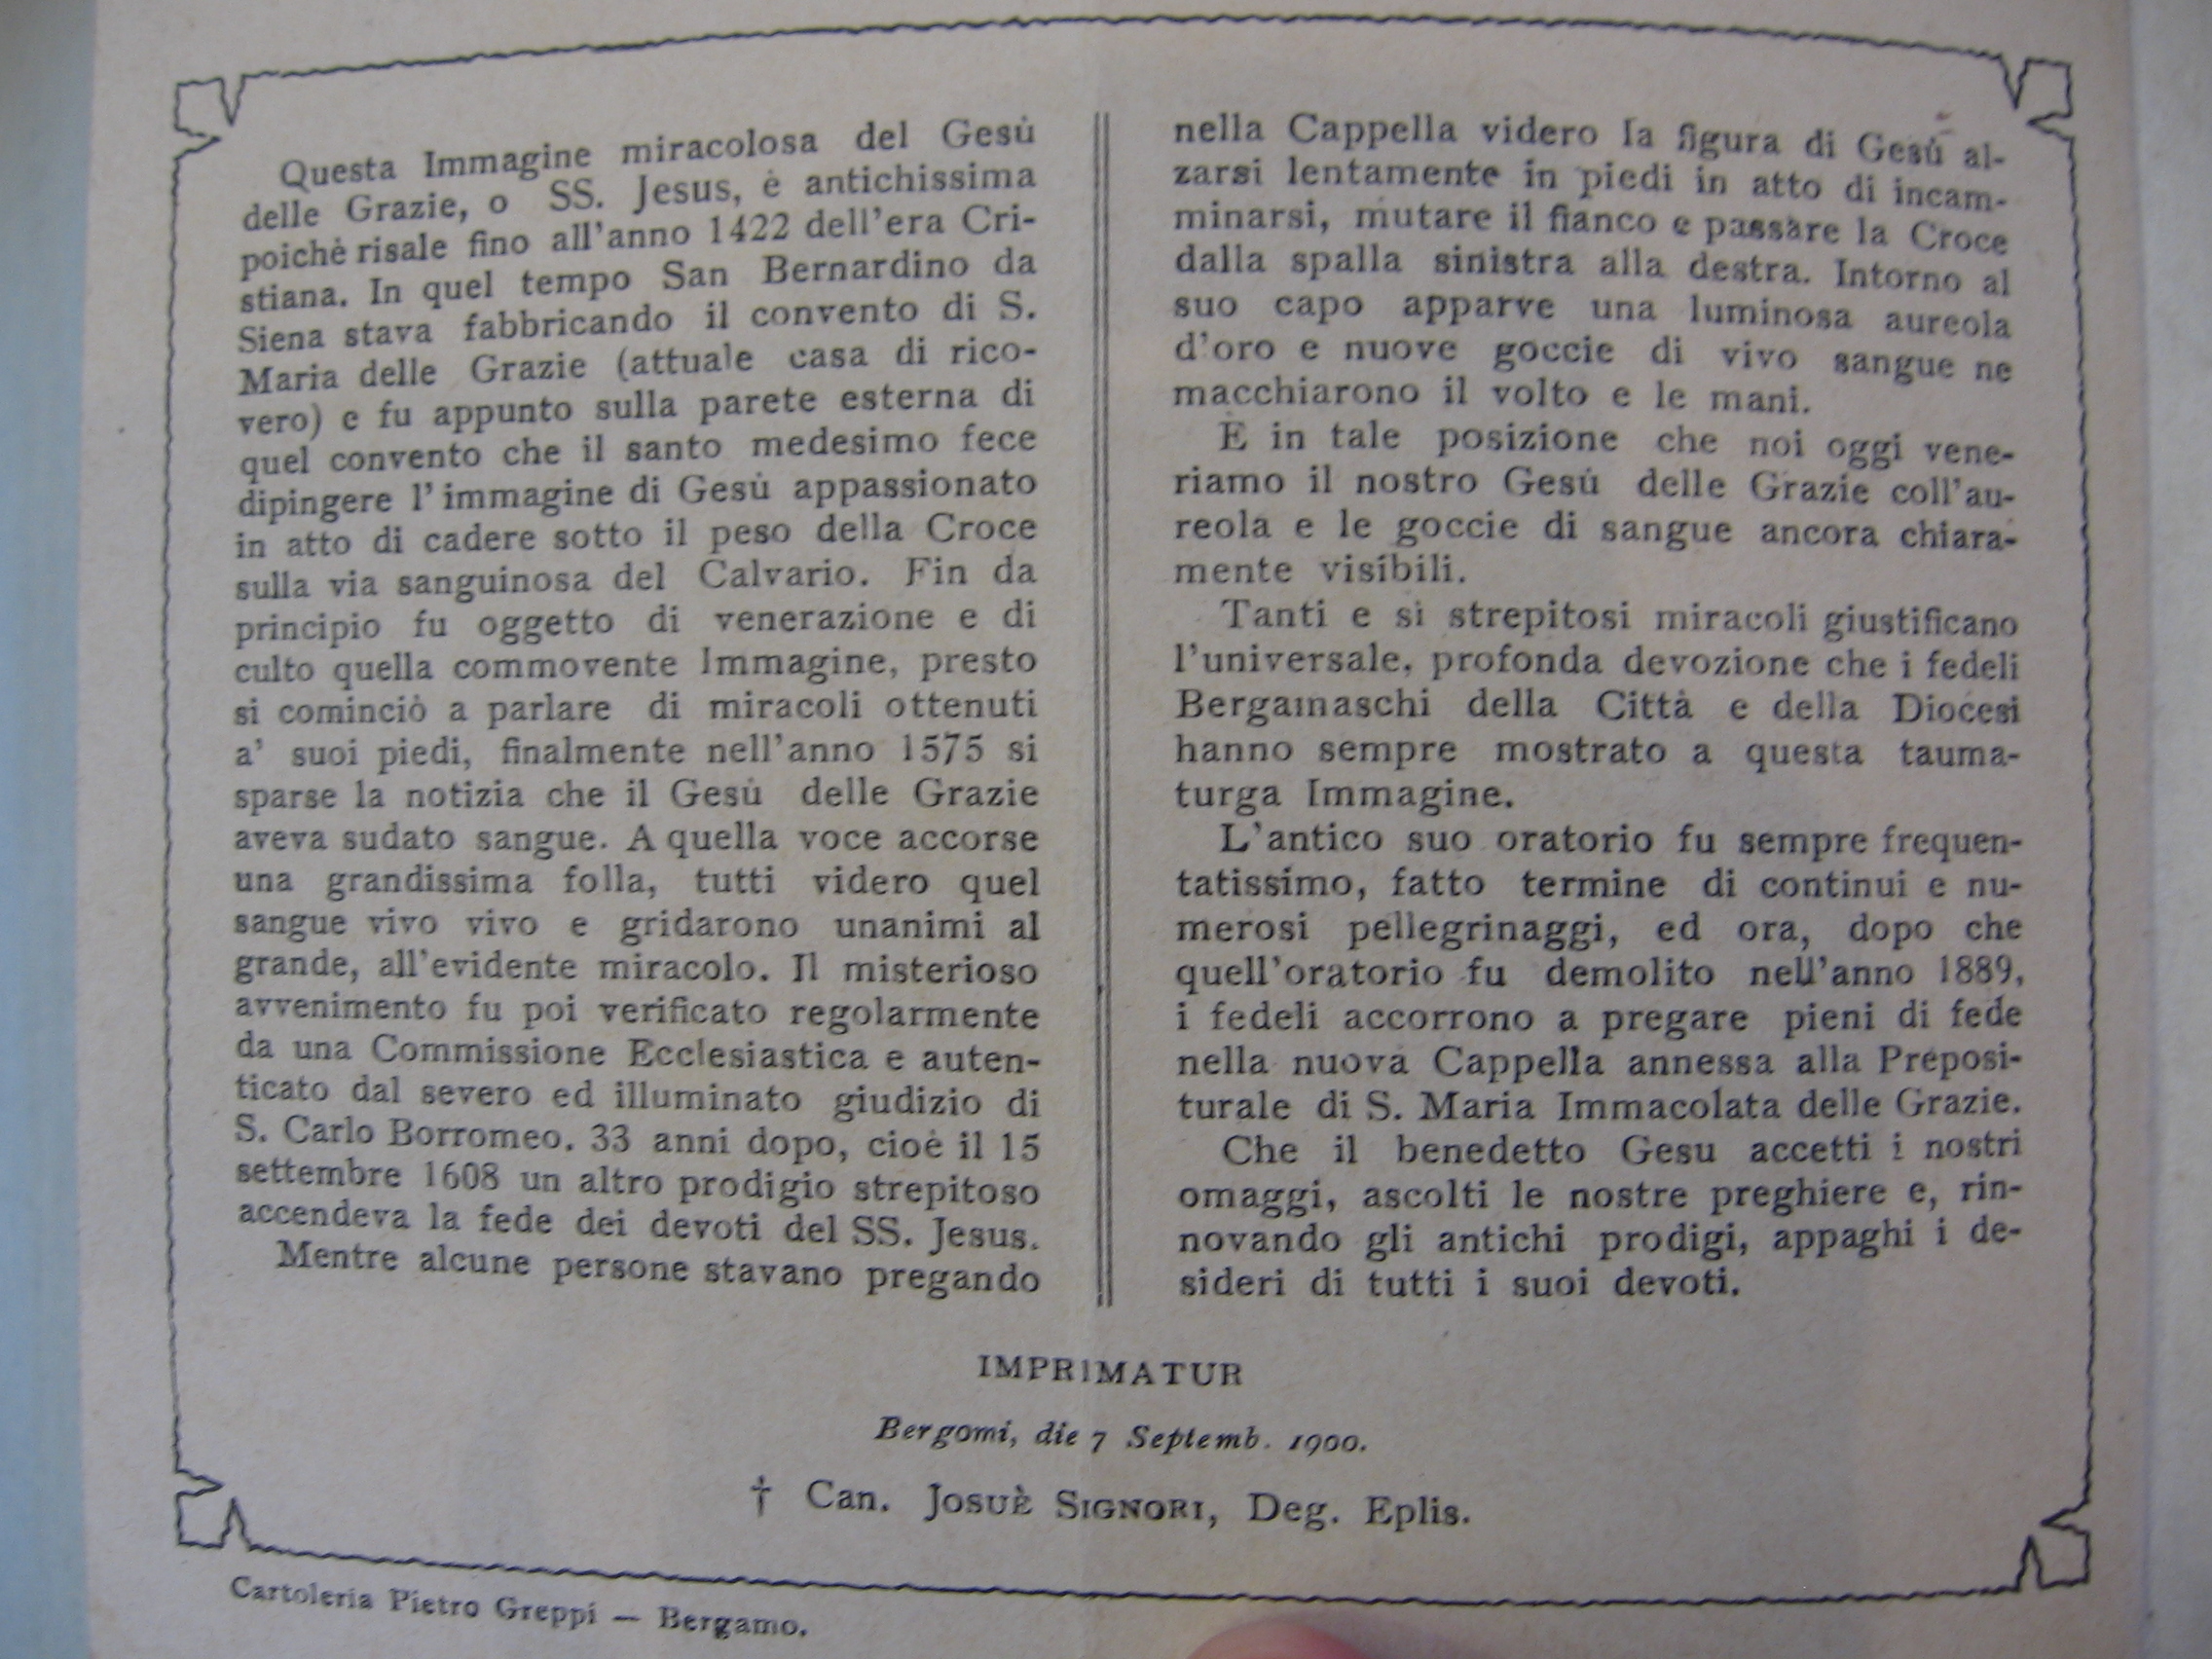 Questa Immagine miracolosa del Gesù
delle Grazie, o SS. Jesus, è antichissima
poichè risale fino all'anno 1422 dell'era Cri-
stiana. In quel tempo San Bernardino da
Siena stava fabbricando il convento di S.
Maria delle Grazie (attuale casa di rico-
vero) e fu appunto sulla parete esterna di
quel convento che il santo medesimo fece
dipingere l'immagine di Gesù appassionato
in atto di cadere sotto il peso della Croce
sulla via sanguinosa del Calvario. Fin da
principio fu oggetto di venerazione e di
culto quella commovente Immagine, presto
si cominciò a parlare di miracoli ottenuti
a' suoi piedi, finalmente nell'anno 1575 si
sparse la notizia che il Gesù delle Grazie
aveva sudato sangue. A quella voce accorse
una grandissima folla, tutti videro quel
sangue vivo vivo e gridarono unanimi al
grande, all'evidente miracolo. Il misterioso
avvenimento fu poi verificato regolarmente
da una Commissione Ecclesiastica e auten-
ticato dal severo ed illuminato giudizio di
S. Carlo Borromeo. 33 anni dopo, cioè il 15
settembre 1608 un altro prodigio strepitoso
accendeva la fede dei devoti del SS. Jesus.
Mentre alcune persone stavano pregando
nella Cappella videro la figura di Gesù al-
zarsi lentamente in piedi in atto di incam-
minarsi, mutare il fianco e passare la Croce
dalla spalla sinistra alla destra. Intorno al
suo capo apparve una luminosa aureola
d'oro e nuove goccie di vivo sangue ne
macchiarono il volto e le mani.
È in tale posizione che noi oggi vene-
riamo il nostro Gesù delle Grazie coll'au-
reola e le goccie di sangue ancora chiara-
mente visibili.
Tanti e sì strepitosi miracoli giustificano
l'universale, profonda devozione che i fedeli
Bergamaschi della Città e della Diocesi
hanno sempre mostrato a questa tauma-
turga Immagine.
L'antico suo oratorio fu sempre frequen-
tatissimo, fatto termine di continui e nu-
merosi pellegrinaggi, ed ora, dopo che
quell'oratorio fu demolito nell'anno 1889,
i fedeli accorrono a pregare pieni di fede
nella nuova Cappella annessa alla Preposi-
turale di S. Maria Immacolata delle Grazie.
Che il benedetto Gesu accetti i nostri
omaggi, ascolti le nostre preghiere e, rin-
novando gli antichi prodigi, appaghi i de-
sideri di tutti i suoi devoti.
IMPRIMATUR
Bergomi, die 7 Septemb. 1900.
† Can. JOSUÈ SIGNORI, Deg. Eplis.
Cartoleria Pietro Greppi — Bergamo.